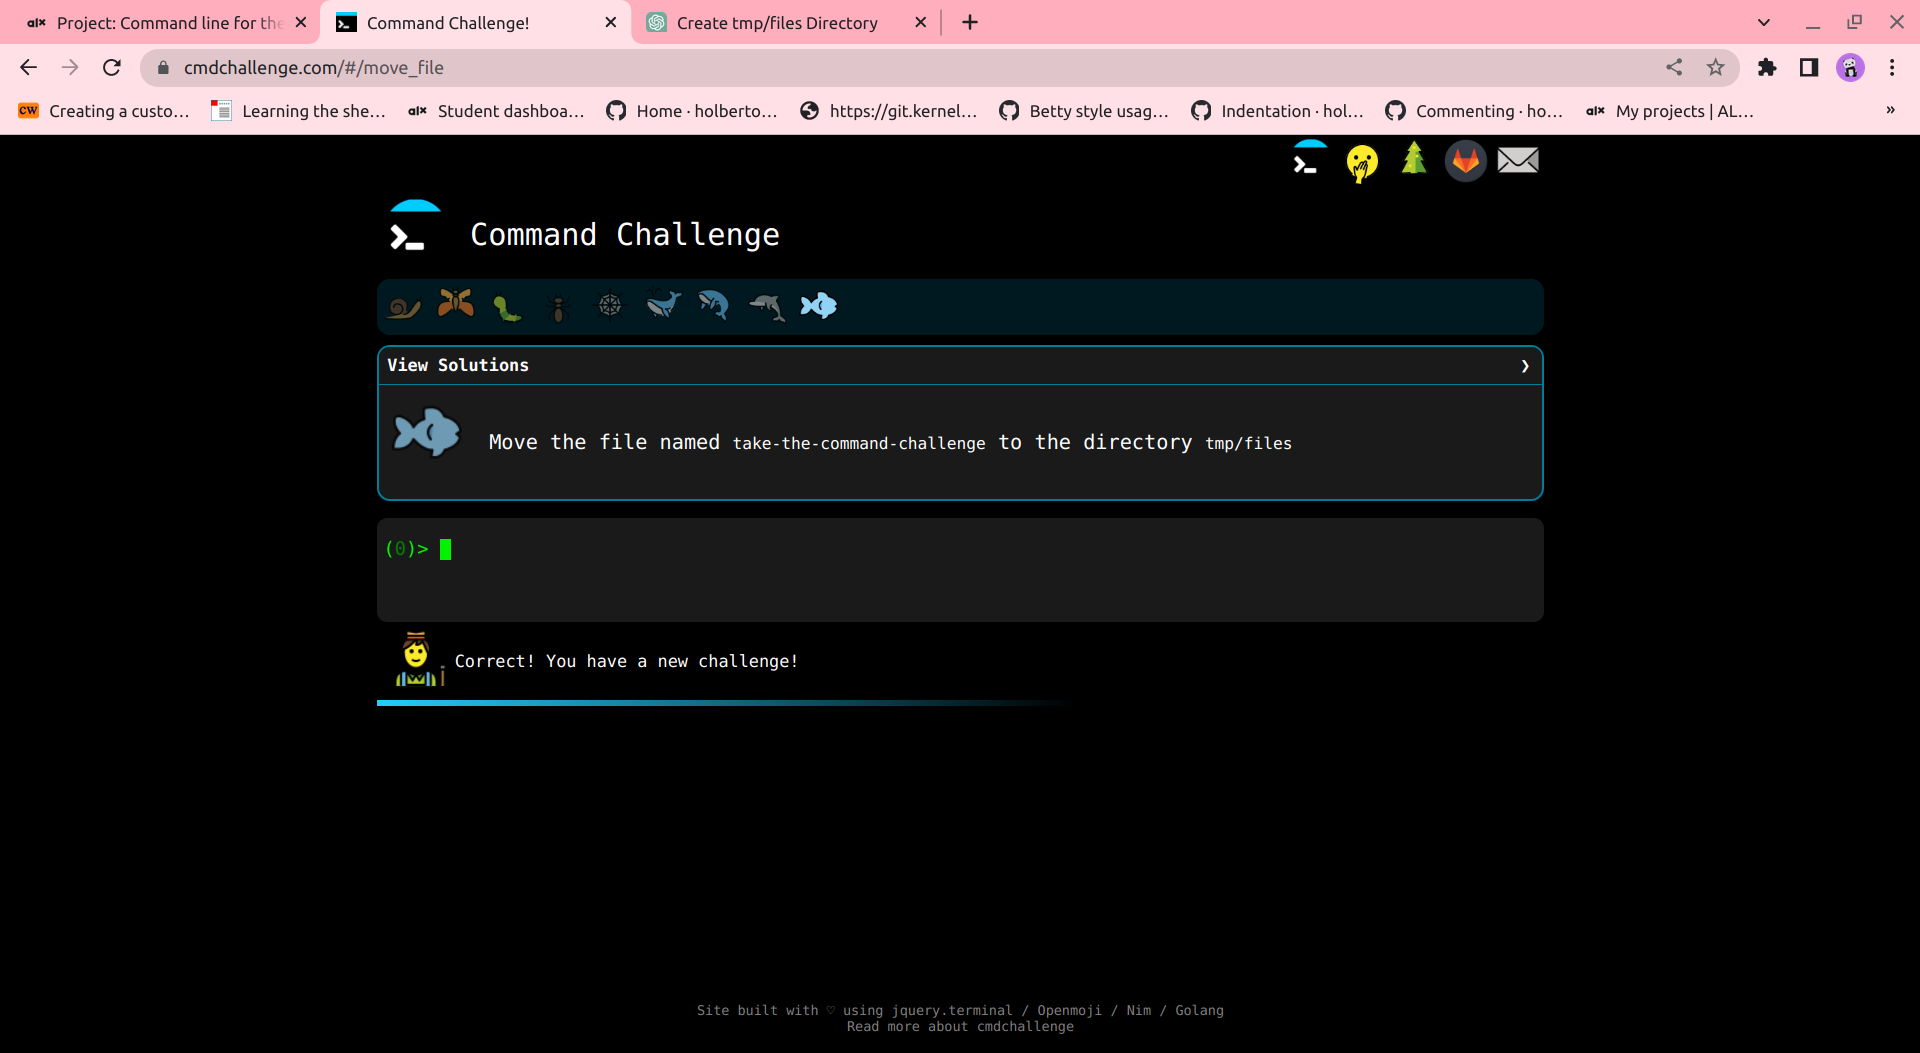 Project: Command line for the
Command Challenge!
Create tmp/files Directory
cmdchallenge.com/#/move_file
CW Creating a custo…
Learning the she…
alx Student dashboa…
Home · holberto…
https://git.kernel…
Betty style usag…
Indentation · hol…
Commenting · ho…
alx My projects | AL…
»
Command Challenge
View Solutions
Move the file named take-the-command-challenge to the directory tmp/files
(0)>
Correct! You have a new challenge!
Site built with ♡ using jquery.terminal / Openmoji / Nim / Golang
Read more about cmdchallenge